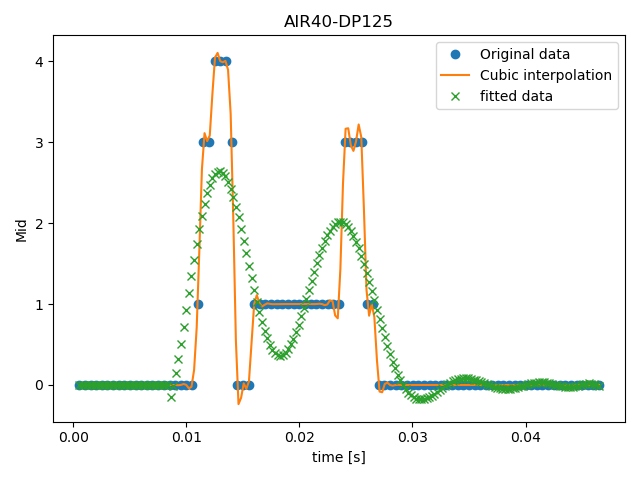 AIR40-DP125
Original data
Cubic interpolation
fitted data
Mid
4
3
2
1
0
0.00 0.01 0.02 0.03 0.04
time [s]